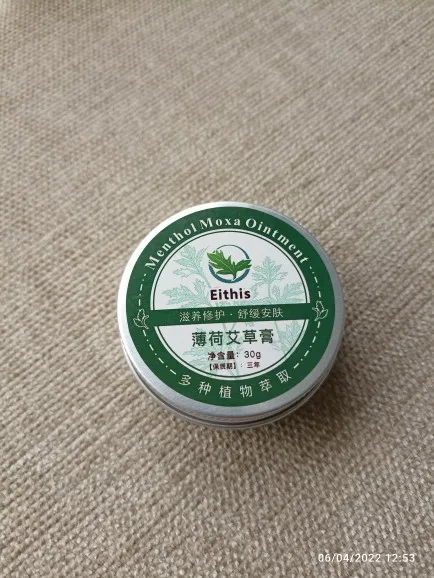 Menthol Moxa Ointment
Eithis
滋养修护·舒缓安肤
薄荷艾草膏
净含量：30g
【保质期】：三年
多种植物萃取
06/04/2022 12:53